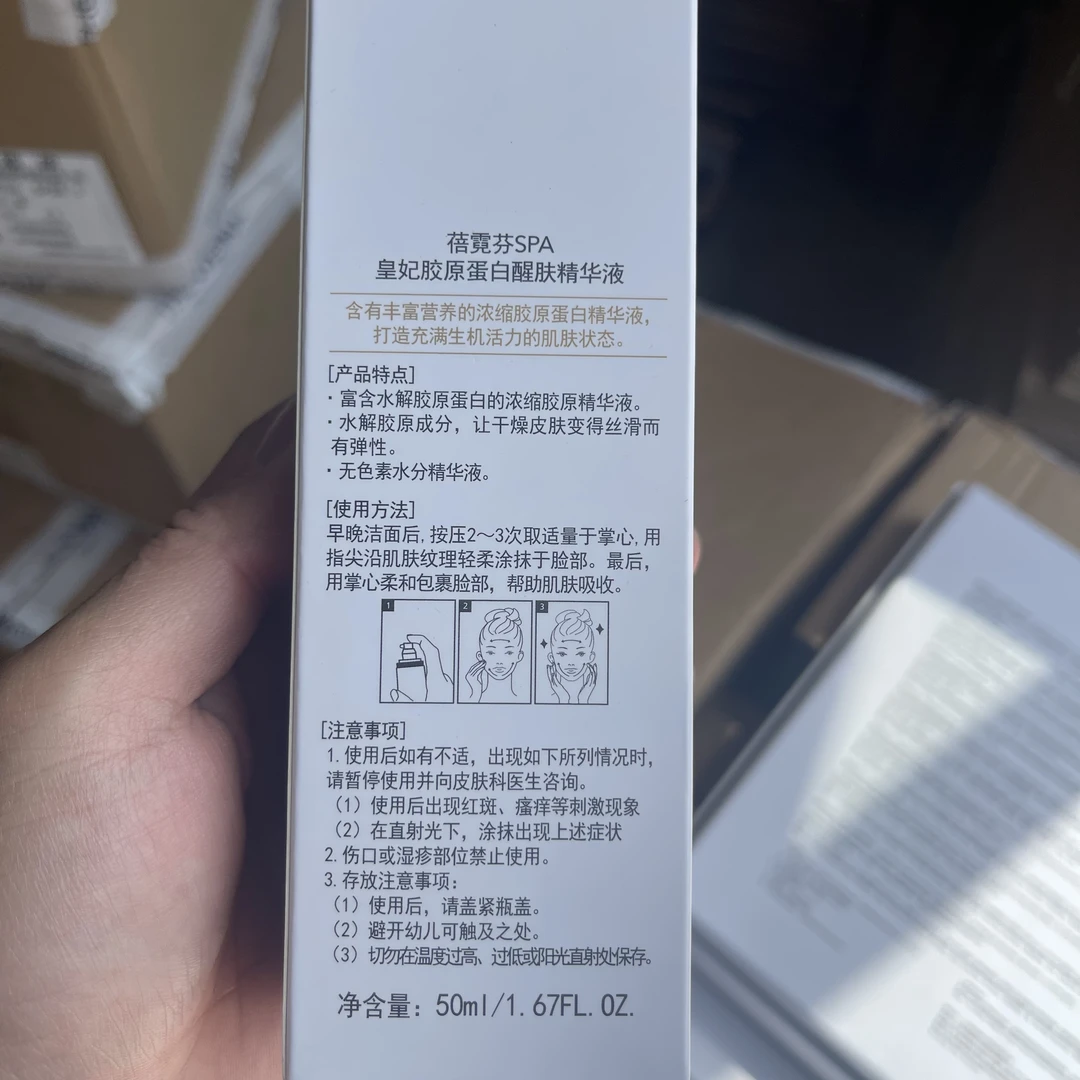 蓓霓芬SPA
皇妃胶原蛋白醒肤精华液
含有丰富营养的浓缩胶原蛋白精华液，
打造充满生机活力的肌肤状态。
[产品特点]
·富含水解胶原蛋白的浓缩胶原精华液。
·水解胶原成分，让干燥皮肤变得丝滑而
有弹性。
·无色素水分精华液。
[使用方法]
早晚洁面后,按压2～3次取适量于掌心,用
指尖沿肌肤纹理轻柔涂抹于脸部。最后，
用掌心柔和包裹脸部，帮助肌肤吸收。
1 2 3
[注意事项]
1.使用后如有不适，出现如下所列情况时，
请暂停使用并向皮肤科医生咨询。
（1）使用后出现红斑、瘙痒等刺激现象
（2）在直射光下，涂抹出现上述症状
2.伤口或湿疹部位禁止使用。
3.存放注意事项：
（1）使用后，请盖紧瓶盖。
（2）避开幼儿可触及之处。
（3）切勿在温度过高、过低或阳光直射处保存。
净含量：50ml/1.67FL.OZ.